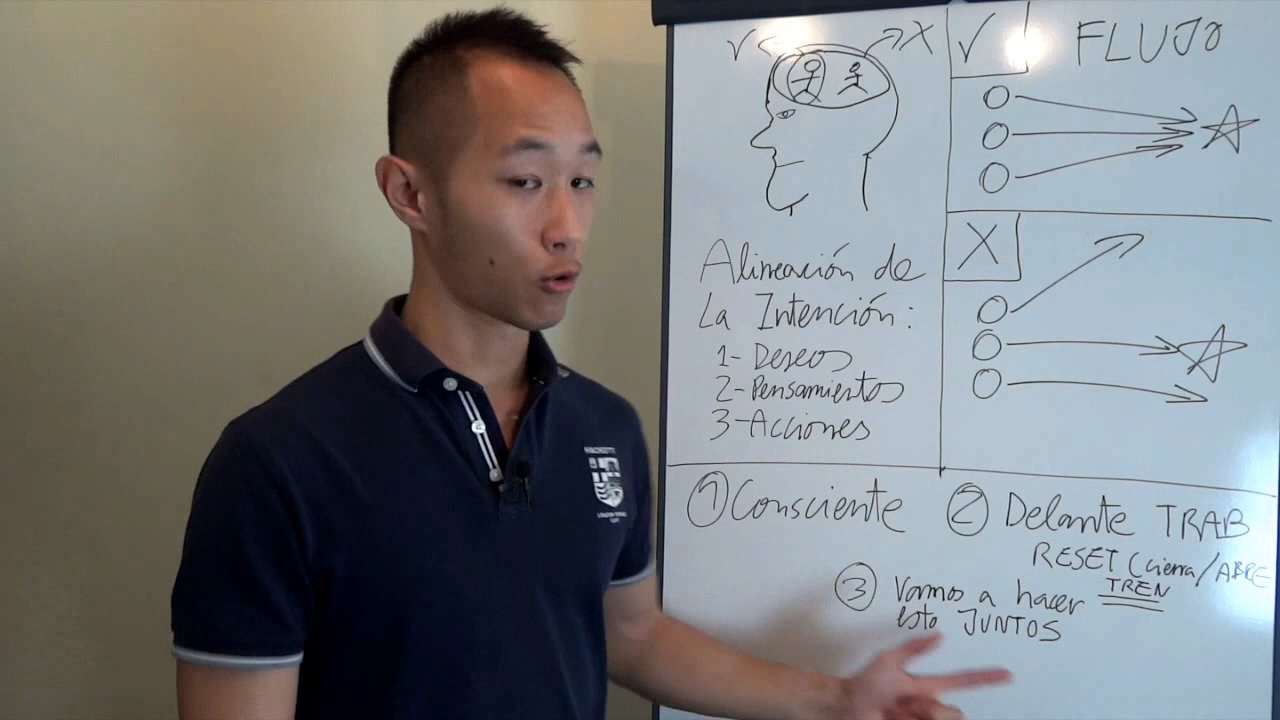 V
X
Alineación de
La Intención:
1- Deseos
2- Pensamientos
3- Acciones
V
FLUJO
X
① Consciente
② Delante TRAB
RESET (cierra/ABRE
TREN
③ Vamos a hacer
esto JUNTOS
HACKETT